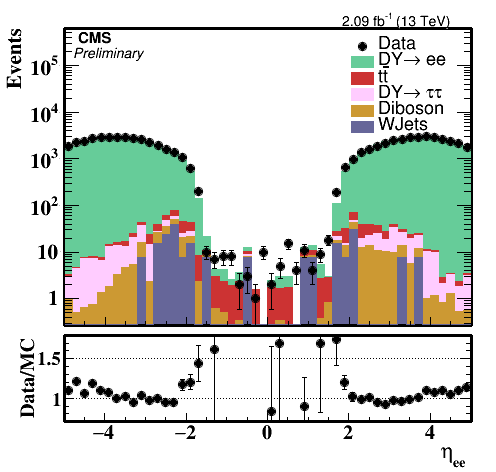 2.09 fb⁻¹ (13 TeV)
CMS
Preliminary
Data
DY→ ee
tt̄
DY→ ττ
Diboson
WJets
Events
10⁵
10⁴
10³
10²
10
1
Data/MC
1.5
1
−4 −2 0 2 4
η_ee